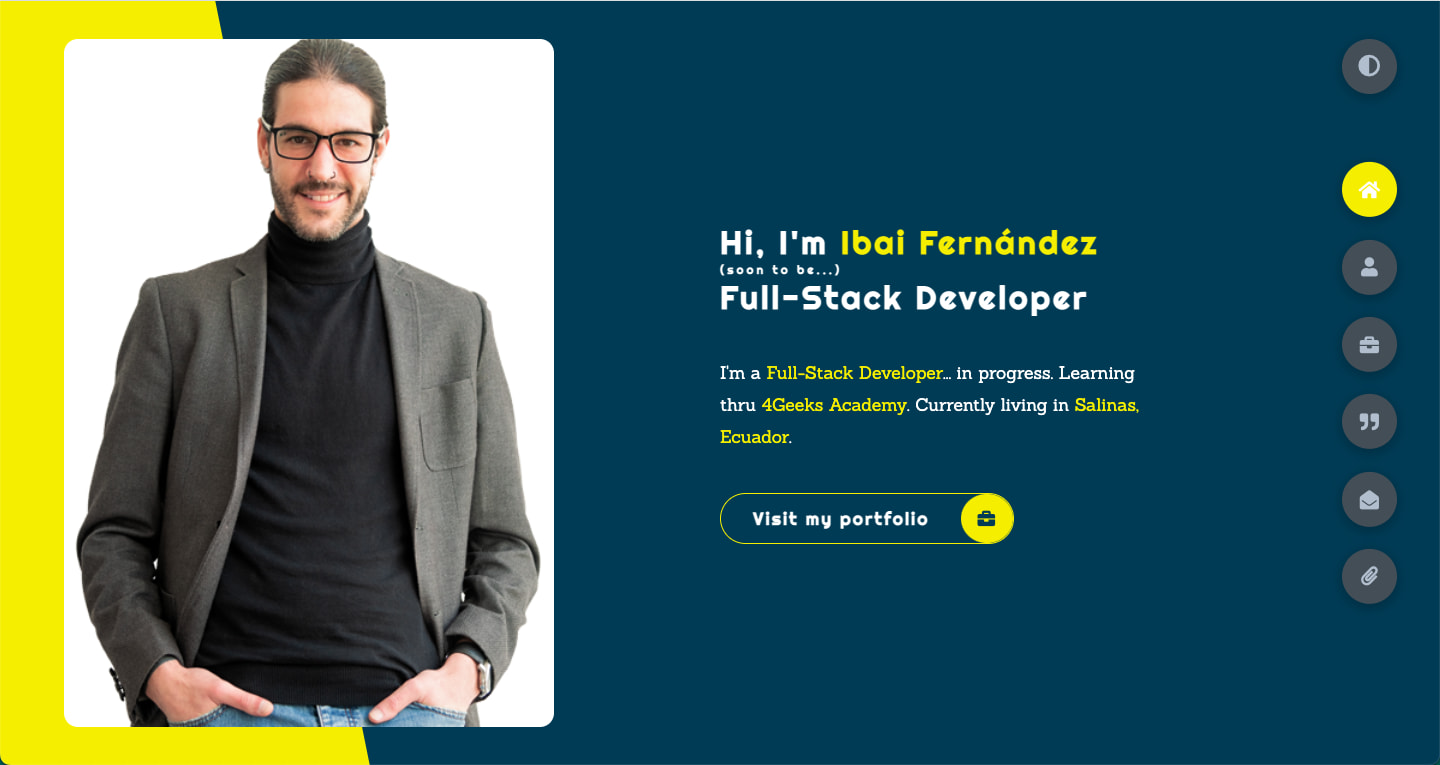 Hi, I'm Ibai Fernández
(soon to be...)
Full-Stack Developer
I'm a Full-Stack Developer... in progress. Learning
thru 4Geeks Academy. Currently living in Salinas,
Ecuador.
Visit my portfolio